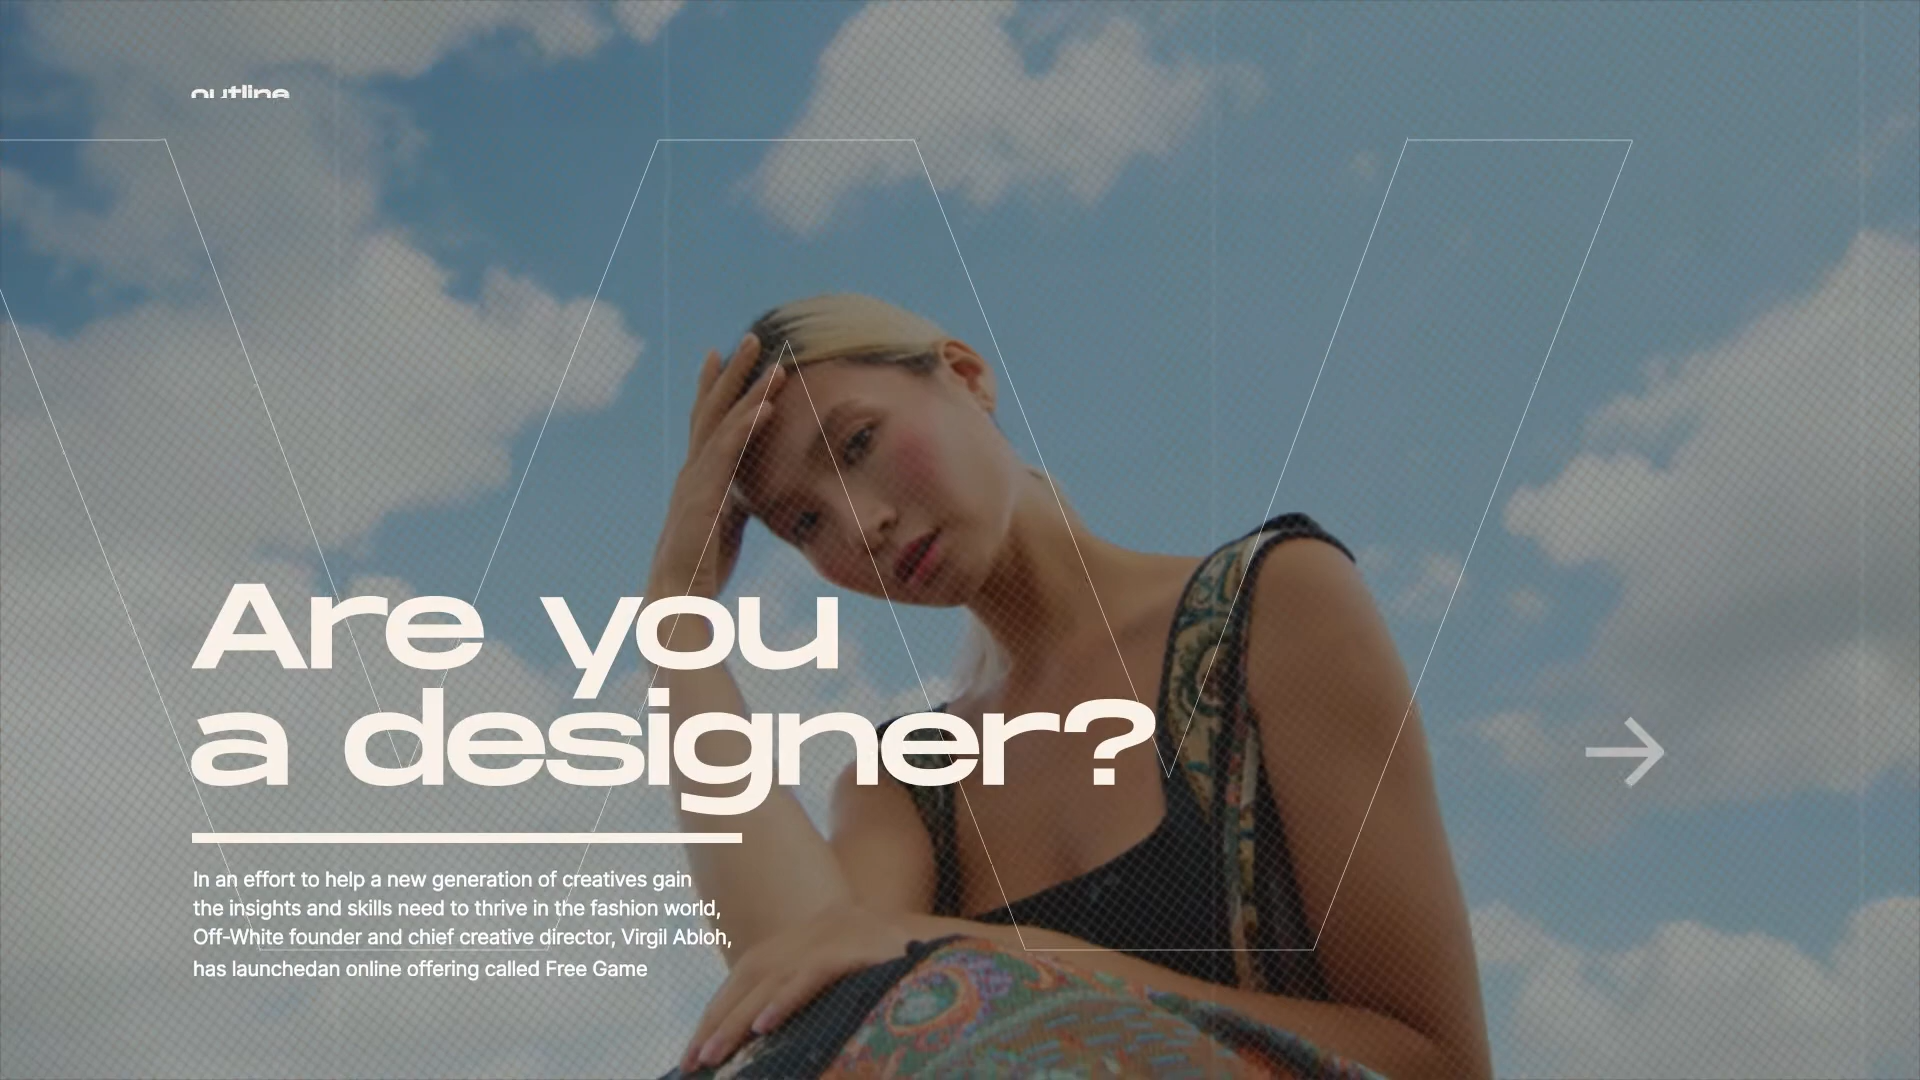 outline
Are you
a designer?
In an effort to help a new generation of creatives gain
the insights and skills need to thrive in the fashion world,
Off-White founder and chief creative director, Virgil Abloh,
has launchedan online offering called Free Game